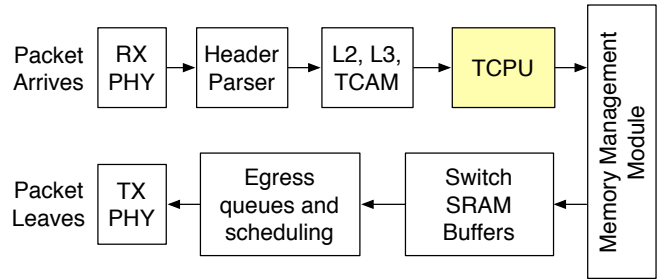 Packet
Arrives
RX
PHY
Header
Parser
L2, L3,
TCAM
TCPU
Memory Management
Module
Packet
Leaves
TX
PHY
Egress
queues and
scheduling
Switch
SRAM
Buffers